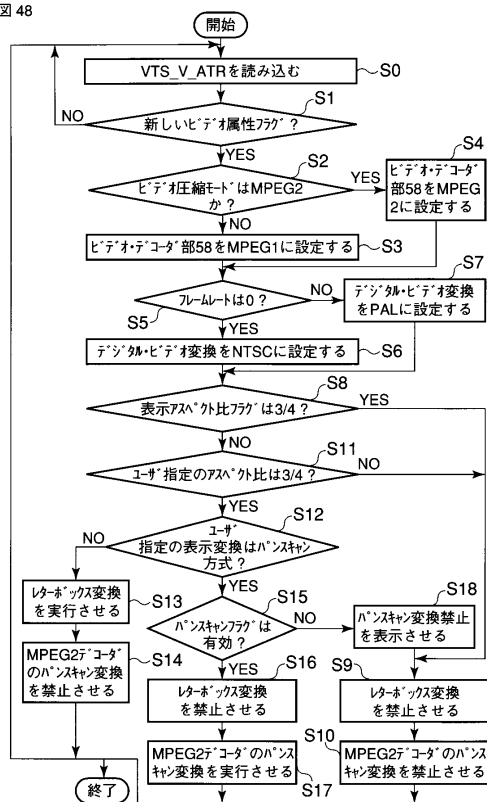 図 48
開始
VTS_V_ATRを読み込む
S0
S1
新しいビデオ属性フラグ?
NO
YES
S2
ビデオ圧縮モードはMPEG2
か?
YES
S4
ビデオ・デコーダ
部58をMPEG
2に設定する
NO
ビデオ・デコーダ部58をMPEG1に設定する
S3
S7
フレームレートは0?
S5
NO
デジタル・ビデオ変換
をPALに設定する
YES
デジタル・ビデオ変換をNTSCに設定する
S6
S8
表示アスペクト比フラグは3/4?
YES
NO
S11
ユーザ指定のアスペクト比は3/4?
NO
YES
S12
ユーザ
指定の表示変換はパンスキャン
方式?
NO
YES
レターボックス変換
を実行させる
S13
S15
パンスキャンフラグは
有効?
NO
S18
パンスキャン変換禁止
を表示させる
MPEG2デコーダ
のパンスキャン変換
を禁止させる
S14
YES
S16
レターボックス変換
を禁止させる
S9
レターボックス変換
を禁止させる
MPEG2デコーダのパンス
キャン変換を実行させる
S17
S10
MPEG2デコーダのパンス
キャン変換を禁止させる
終了